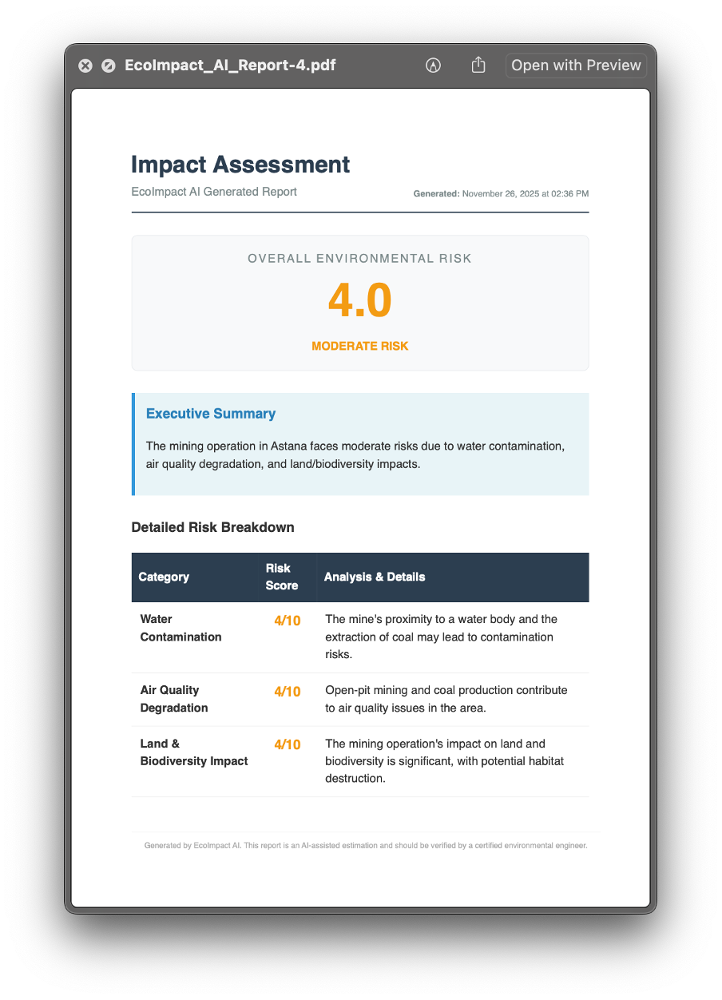 EcoImpact_AI_Report-4.pdf
Open with Preview
Impact Assessment
EcoImpact AI Generated Report
Generated: November 26, 2025 at 02:36 PM
OVERALL ENVIRONMENTAL RISK
4.0
MODERATE RISK
Executive Summary
The mining operation in Astana faces moderate risks due to water contamination,
air quality degradation, and land/biodiversity impacts.
Detailed Risk Breakdown
Category
Risk
Score
Analysis & Details
Water
Contamination
4/10
The mine's proximity to a water body and the
extraction of coal may lead to contamination
risks.
Air Quality
Degradation
4/10
Open-pit mining and coal production contribute
to air quality issues in the area.
Land &
Biodiversity Impact
4/10
The mining operation's impact on land and
biodiversity is significant, with potential habitat
destruction.
Generated by EcoImpact AI. This report is an AI-assisted estimation and should be verified by a certified environmental engineer.